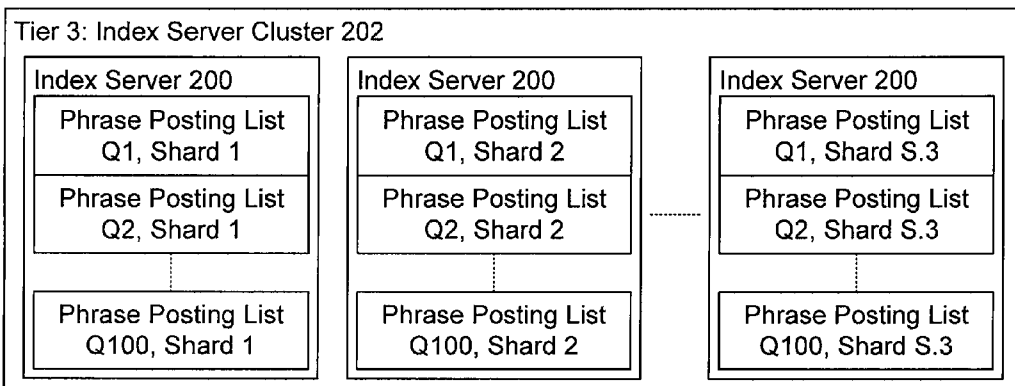 Tier 3: Index Server Cluster 202
Index Server 200
Phrase Posting List
Q1, Shard 1
Phrase Posting List
Q2, Shard 1
Phrase Posting List
Q100, Shard 1
Index Server 200
Phrase Posting List
Q1, Shard 2
Phrase Posting List
Q2, Shard 2
Phrase Posting List
Q100, Shard 2
Index Server 200
Phrase Posting List
Q1, Shard S.3
Phrase Posting List
Q2, Shard S.3
Phrase Posting List
Q100, Shard S.3